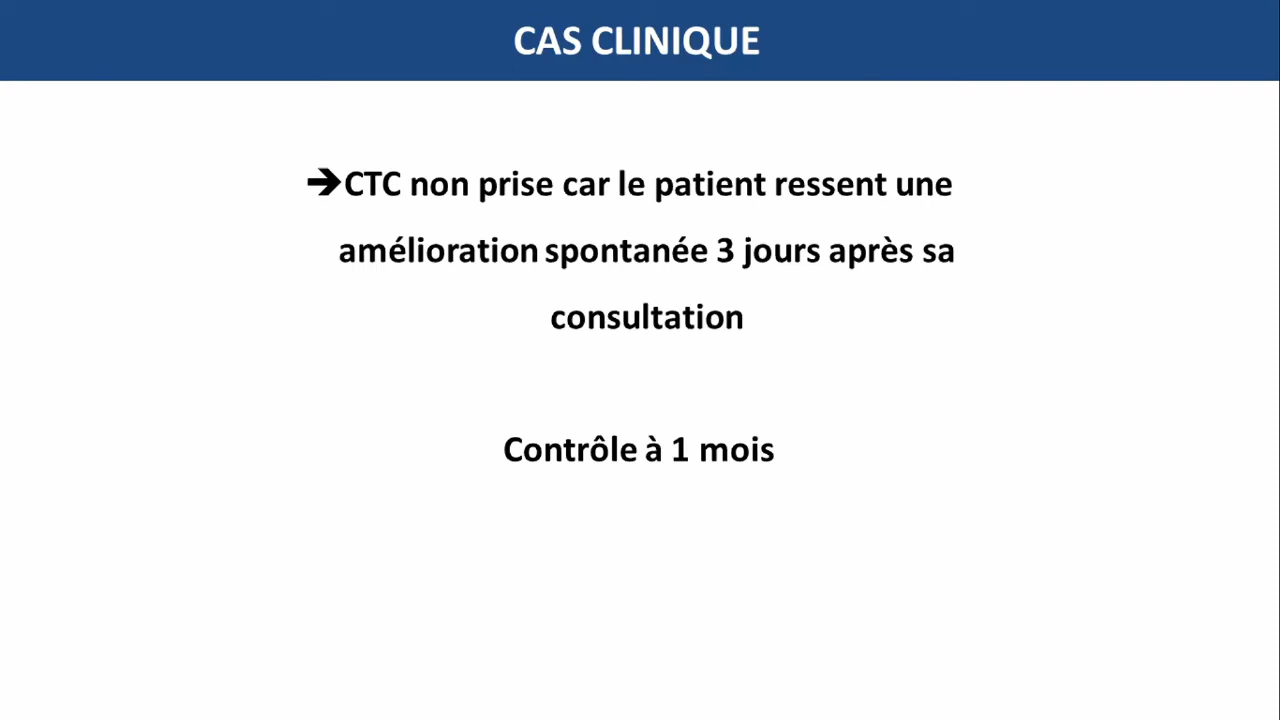 CAS CLINIQUE
➔CTC non prise car le patient ressent une
amélioration spontanée 3 jours après sa
consultation
Contrôle à 1 mois